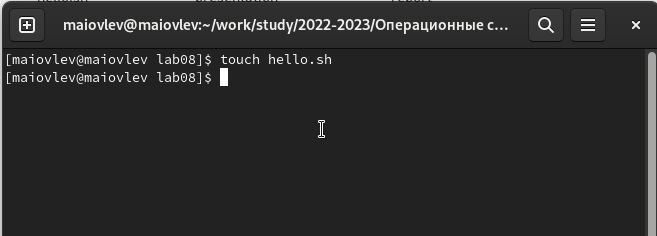 maiovlev@maiovlev:~/work/study/2022-2023/Операционные с...
[maiovlev@maiovlev lab08]$ touch hello.sh
[maiovlev@maiovlev lab08]$